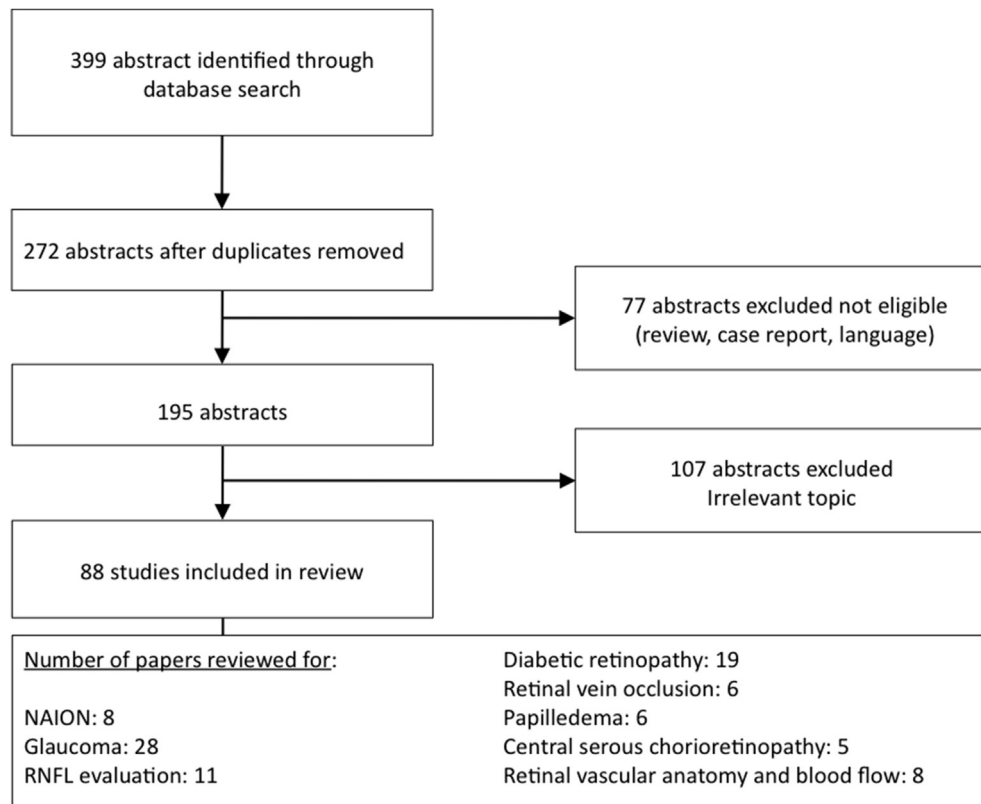 399 abstract identified through
database search
272 abstracts after duplicates removed
77 abstracts excluded not eligible
(review, case report, language)
195 abstracts
107 abstracts excluded
Irrelevant topic
88 studies included in review
Number of papers reviewed for:
NAION: 8
Glaucoma: 28
RNFL evaluation: 11
Diabetic retinopathy: 19
Retinal vein occlusion: 6
Papilledema: 6
Central serous chorioretinopathy: 5
Retinal vascular anatomy and blood flow: 8